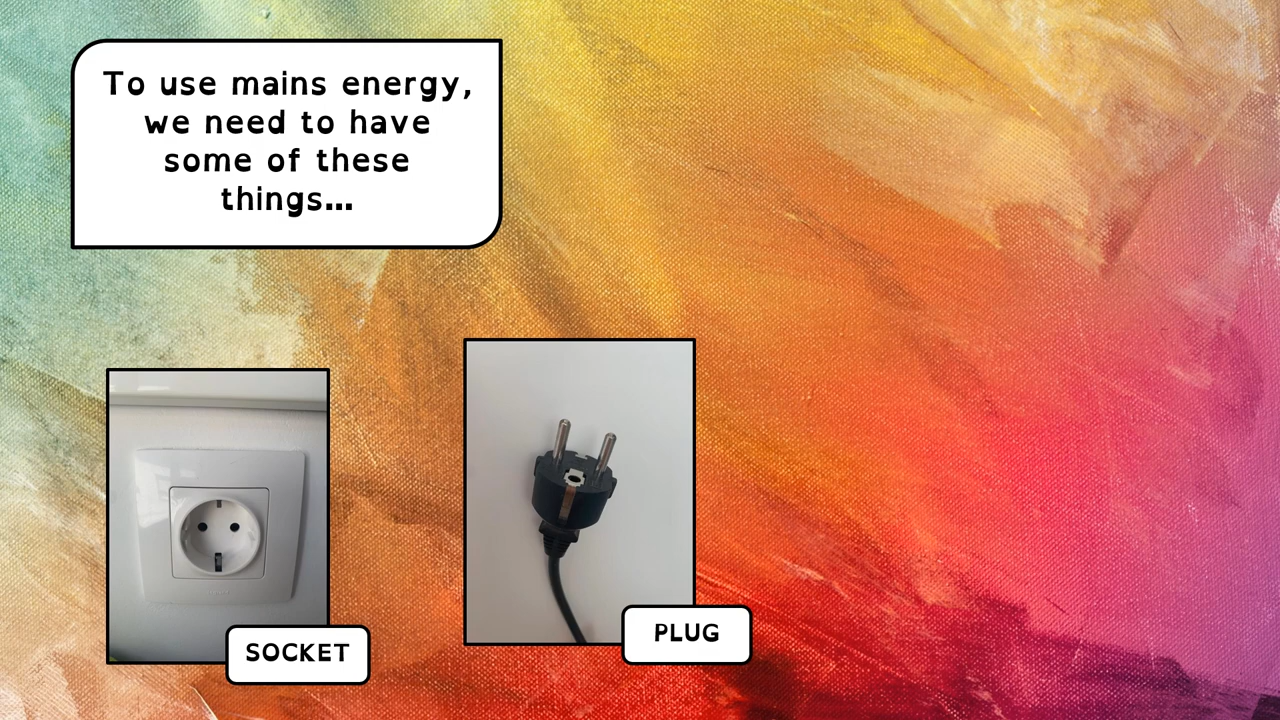 To use mains energy,
we need to have
some of these
things...
SOCKET
PLUG